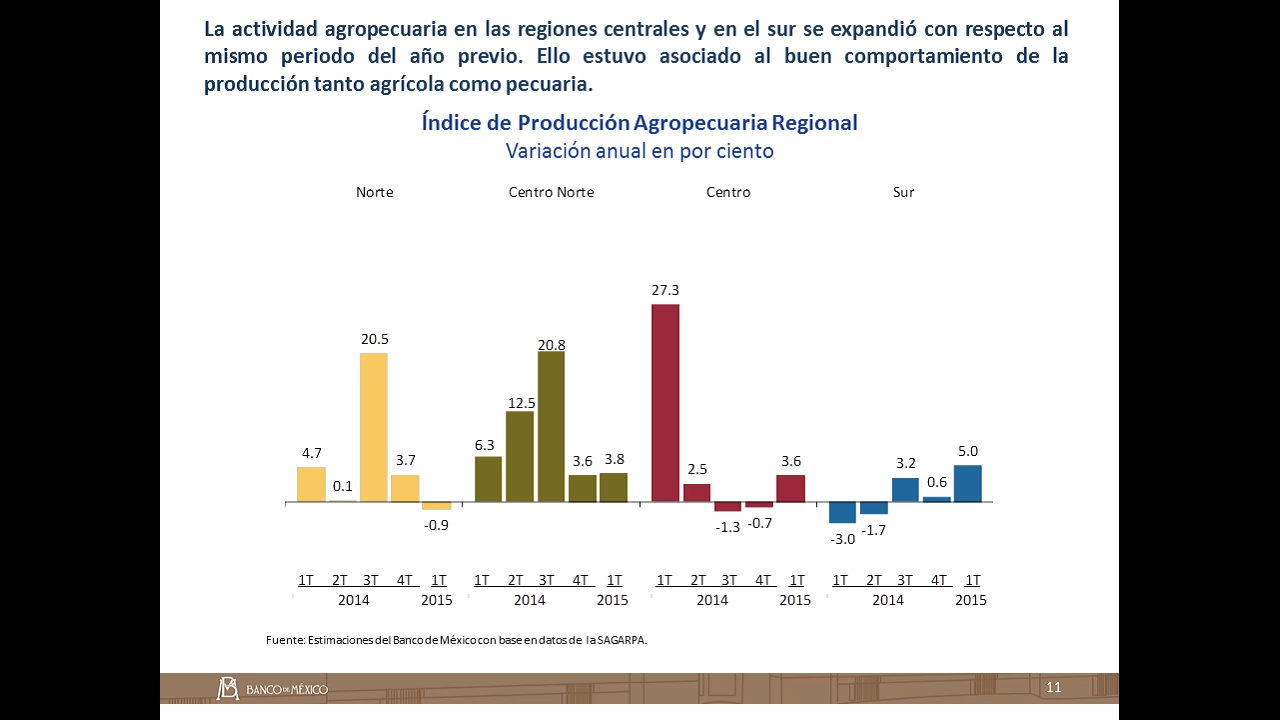 La actividad agropecuaria en las regiones centrales y en el sur se expandió con respecto al
mismo periodo del año previo. Ello estuvo asociado al buen comportamiento de la
producción tanto agrícola como pecuaria.
Índice de Producción Agropecuaria Regional
Variación anual en por ciento
Norte Centro Norte Centro Sur
27.3
20.5 20.8
12.5
4.7 0.1 3.7 -0.9
6.3 3.6 3.8
2.5 -1.3 -0.7 3.6
-3.0 -1.7 3.2 0.6 5.0
1T 2T 3T 4T 1T 1T 2T 3T 4T 1T 1T 2T 3T 4T 1T 1T 2T 3T 4T 1T
2014 2015 2014 2015 2014 2015 2014 2015
Fuente: Estimaciones del Banco de México con base en datos de la SAGARPA.
BM BANCO DE MÉXICO 11